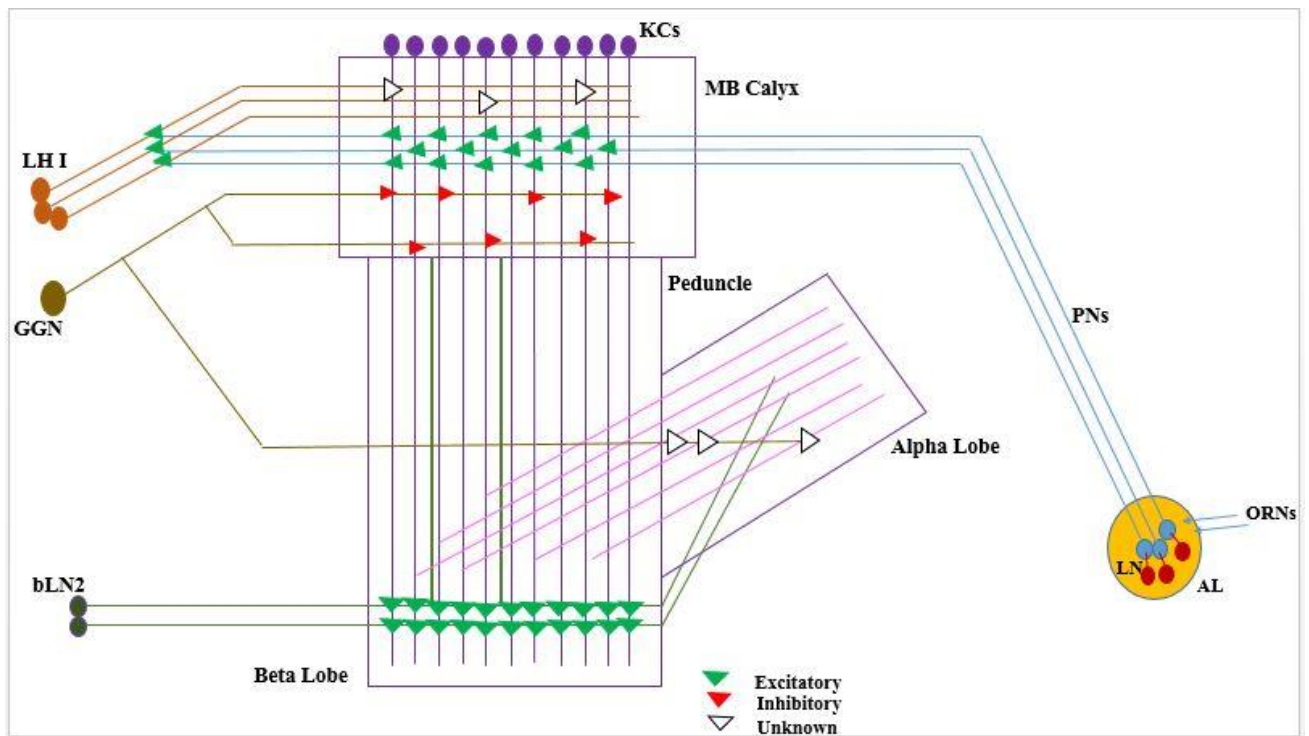 KCs
MB Calyx
LH I
GGN
Peduncle
PNs
Alpha Lobe
ORNs
LN
AL
bLN2
Beta Lobe
Excitatory
Inhibitory
Unknown